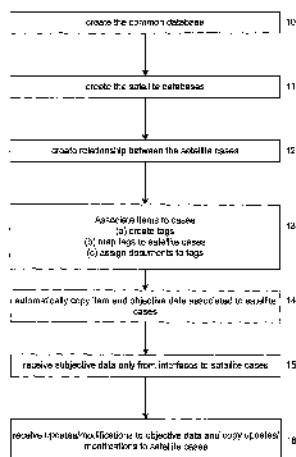 create the common database
10
create the satellite databases
11
create relationship between the satellite cases
12
Associate items to cases
(a) create tags
(b) map tags to satellite cases
(c) assign documents to tags
13
automatically copy item and objective data associated to satellite
cases
14
receive subjective data only from interfaces to satellite cases
15
receive updates/modifications to objective data and copy updates/
modifications to satellite cases
16